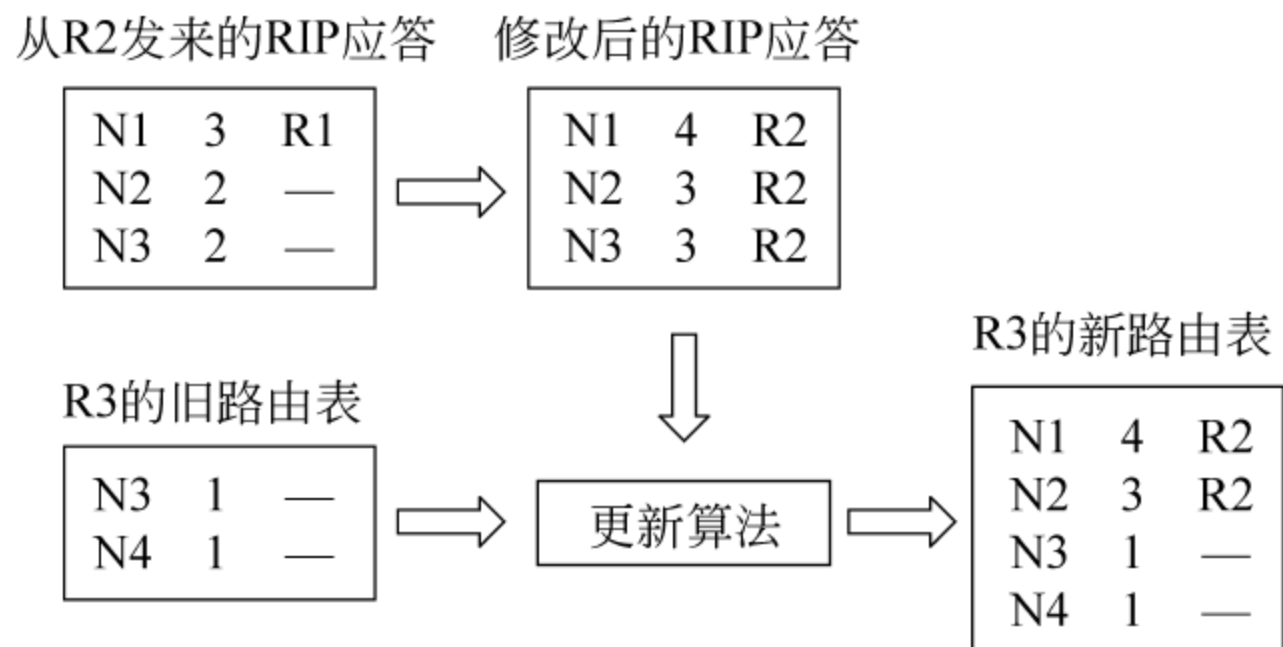 从R2发来的RIP应答
N1 3 R1
N2 2 —
N3 2 —
修改后的RIP应答
N1 4 R2
N2 3 R2
N3 3 R2
R3的旧路由表
N3 1 —
N4 1 —
更新算法
R3的新路由表
N1 4 R2
N2 3 R2
N3 1 —
N4 1 —